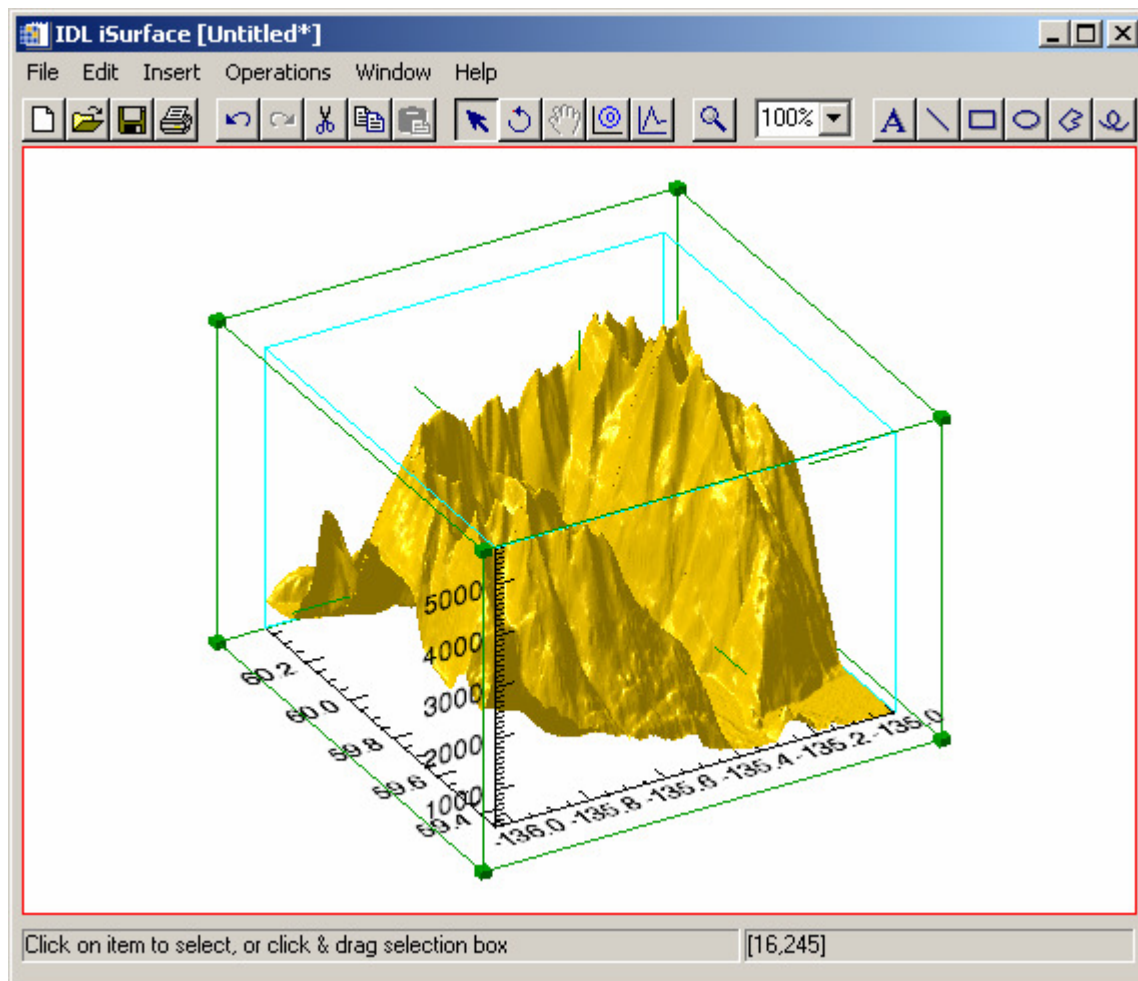 IDL iSurface [Untitled*]
File Edit Insert Operations Window Help
100% A
5000
4000
3000
2000
1000
60.2
60.0
59.8
59.6
59.4
-136.0 -135.8 -135.6 -135.4 -135.2 -135.0
Click on item to select, or click & drag selection box [16,245]